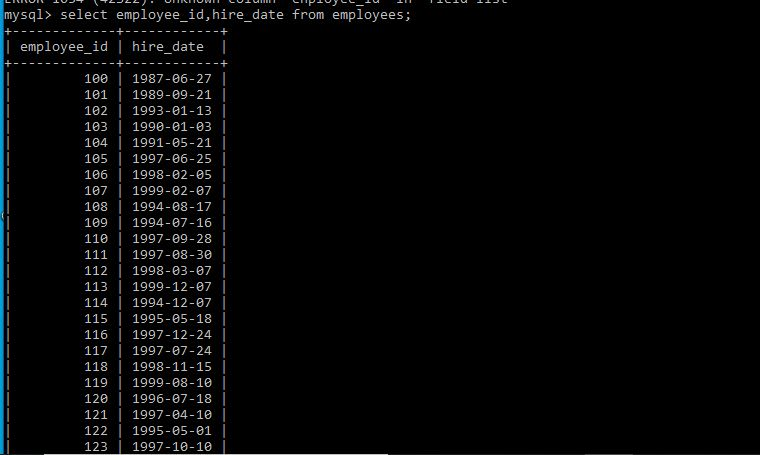 ERROR 1054 (42S22): Unknown column 'enployee_id' in 'field list'
mysql> select employee_id,hire_date from employees;
+-------------+------------+
| employee_id | hire_date  |
+-------------+------------+
|         100 | 1987-06-27 |
|         101 | 1989-09-21 |
|         102 | 1993-01-13 |
|         103 | 1990-01-03 |
|         104 | 1991-05-21 |
|         105 | 1997-06-25 |
|         106 | 1998-02-05 |
|         107 | 1999-02-07 |
|         108 | 1994-08-17 |
|         109 | 1994-07-16 |
|         110 | 1997-09-28 |
|         111 | 1997-08-30 |
|         112 | 1998-03-07 |
|         113 | 1999-12-07 |
|         114 | 1994-12-07 |
|         115 | 1995-05-18 |
|         116 | 1997-12-24 |
|         117 | 1997-07-24 |
|         118 | 1998-11-15 |
|         119 | 1999-08-10 |
|         120 | 1996-07-18 |
|         121 | 1997-04-10 |
|         122 | 1995-05-01 |
|         123 | 1997-10-10 |